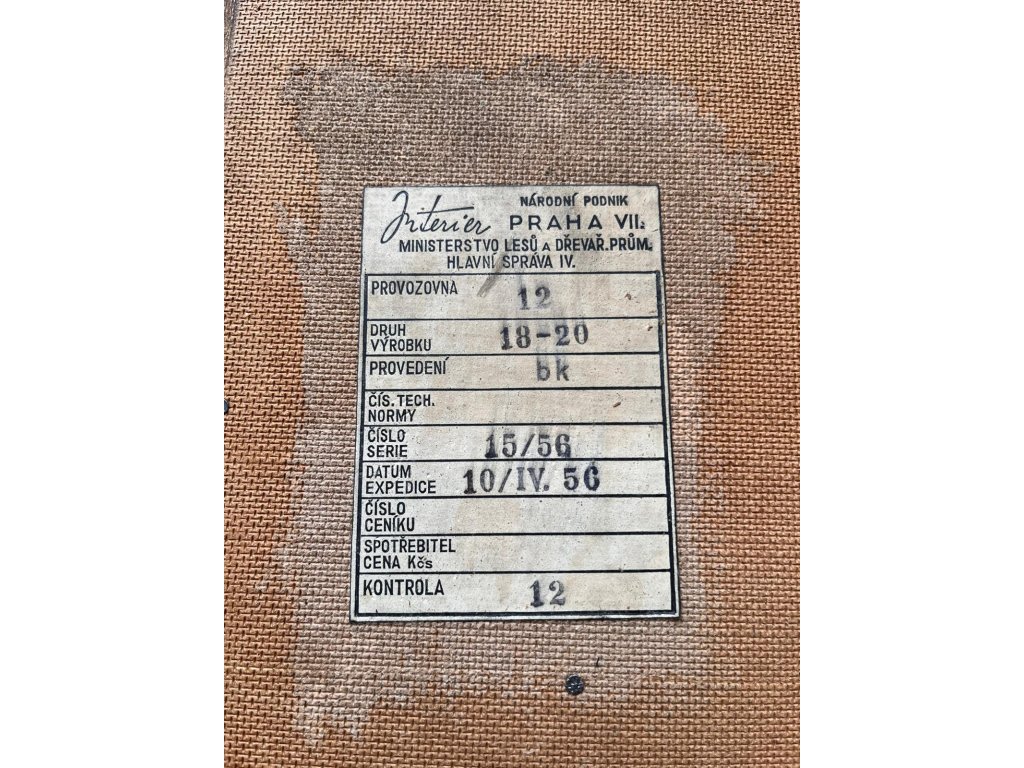 Interier NÁRODNÍ PODNIK
PRAHA VII.
MINISTERSTVO LESŮ A DŘEVAŘ. PRŮM.
HLAVNÍ SPRÁVA IV.
PROVOZOVNA 12
DRUH
VÝROBKU 18-20
PROVEDENÍ bk
ČÍS. TECH.
NORMY
ČÍSLO
SERIE 15/56
DATUM
EXPEDICE 10/IV. 56
ČÍSLO
CENÍKU
SPOTŘEBITEL
CENA Kčs
KONTROLA 12